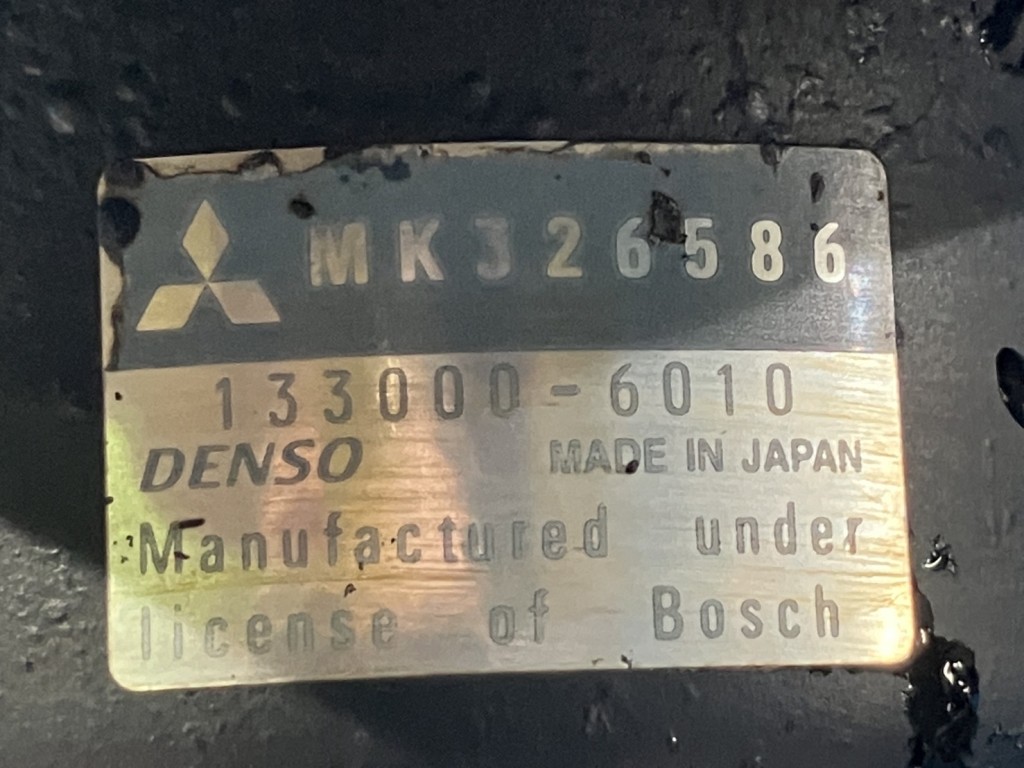 MK326586
133000-6010
DENSO MADE IN JAPAN
Manufactured under
license of Bosch